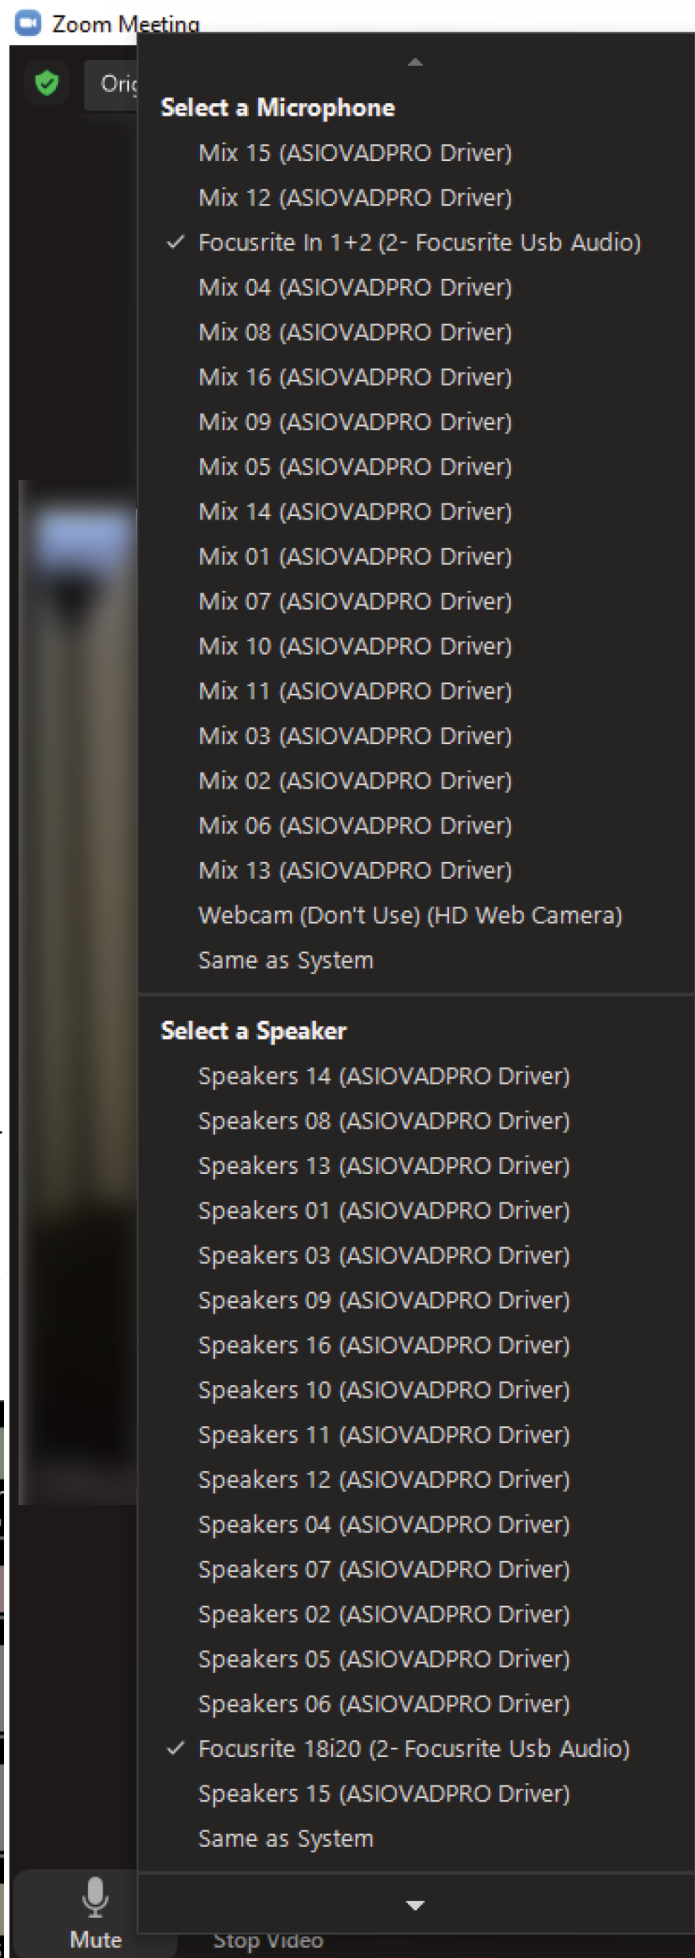 Zoom Meeting
Orig
Select a Microphone
Mix 15 (ASIOVADPRO Driver)
Mix 12 (ASIOVADPRO Driver)
Focusrite In 1+2 (2- Focusrite Usb Audio)
Mix 04 (ASIOVADPRO Driver)
Mix 08 (ASIOVADPRO Driver)
Mix 16 (ASIOVADPRO Driver)
Mix 09 (ASIOVADPRO Driver)
Mix 05 (ASIOVADPRO Driver)
Mix 14 (ASIOVADPRO Driver)
Mix 01 (ASIOVADPRO Driver)
Mix 07 (ASIOVADPRO Driver)
Mix 10 (ASIOVADPRO Driver)
Mix 11 (ASIOVADPRO Driver)
Mix 03 (ASIOVADPRO Driver)
Mix 02 (ASIOVADPRO Driver)
Mix 06 (ASIOVADPRO Driver)
Mix 13 (ASIOVADPRO Driver)
Webcam (Don't Use) (HD Web Camera)
Same as System
Select a Speaker
Speakers 14 (ASIOVADPRO Driver)
Speakers 08 (ASIOVADPRO Driver)
Speakers 13 (ASIOVADPRO Driver)
Speakers 01 (ASIOVADPRO Driver)
Speakers 03 (ASIOVADPRO Driver)
Speakers 09 (ASIOVADPRO Driver)
Speakers 16 (ASIOVADPRO Driver)
Speakers 10 (ASIOVADPRO Driver)
Speakers 11 (ASIOVADPRO Driver)
Speakers 12 (ASIOVADPRO Driver)
Speakers 04 (ASIOVADPRO Driver)
Speakers 07 (ASIOVADPRO Driver)
Speakers 02 (ASIOVADPRO Driver)
Speakers 05 (ASIOVADPRO Driver)
Speakers 06 (ASIOVADPRO Driver)
Focusrite 18i20 (2- Focusrite Usb Audio)
Speakers 15 (ASIOVADPRO Driver)
Same as System
Mute
Stop Video